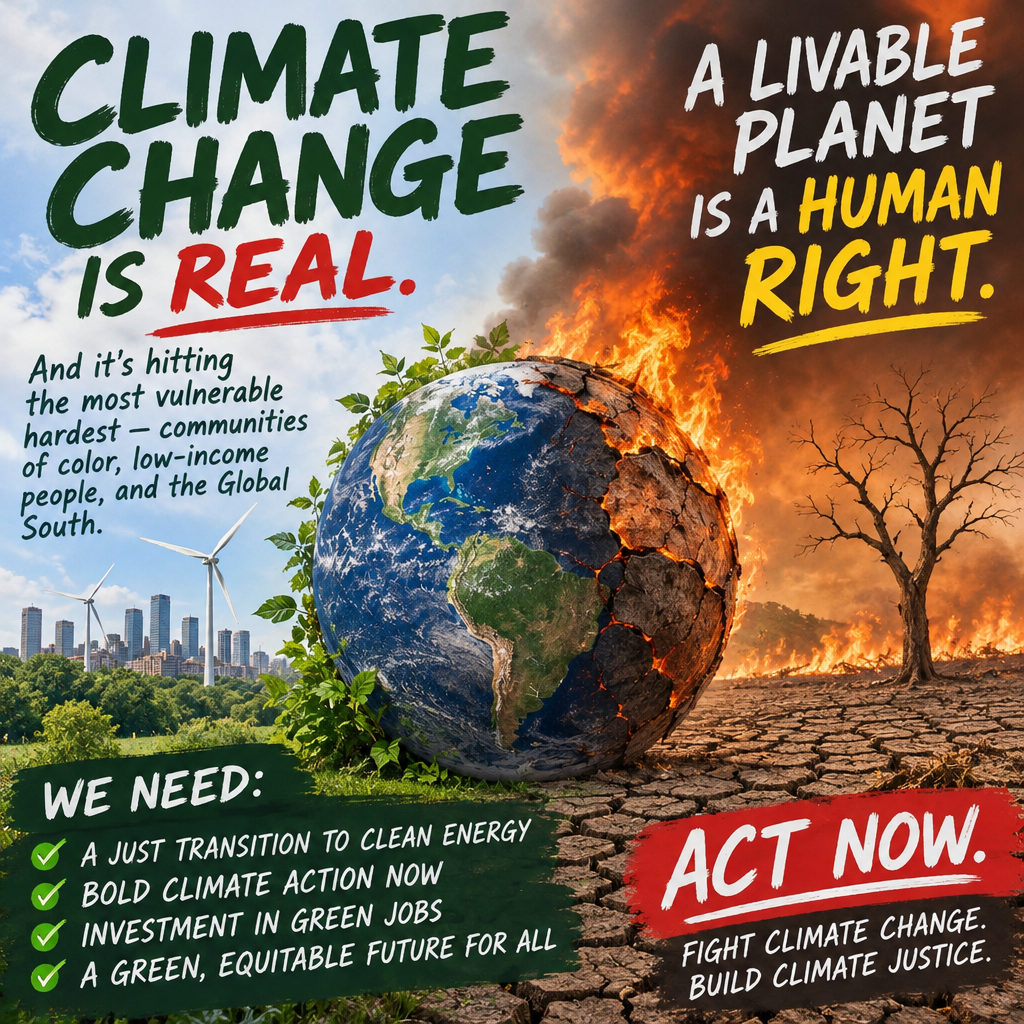 CLIMATE
CHANGE
IS REAL.
And it's hitting
the most vulnerable
hardest – communities
of color, low-income
people, and the Global
South.
A LIVABLE
PLANET
IS A HUMAN
RIGHT.
WE NEED:
A JUST TRANSITION TO CLEAN ENERGY
BOLD CLIMATE ACTION NOW
INVESTMENT IN GREEN JOBS
A GREEN, EQUITABLE FUTURE FOR ALL
ACT NOW.
FIGHT CLIMATE CHANGE.
BUILD CLIMATE JUSTICE.